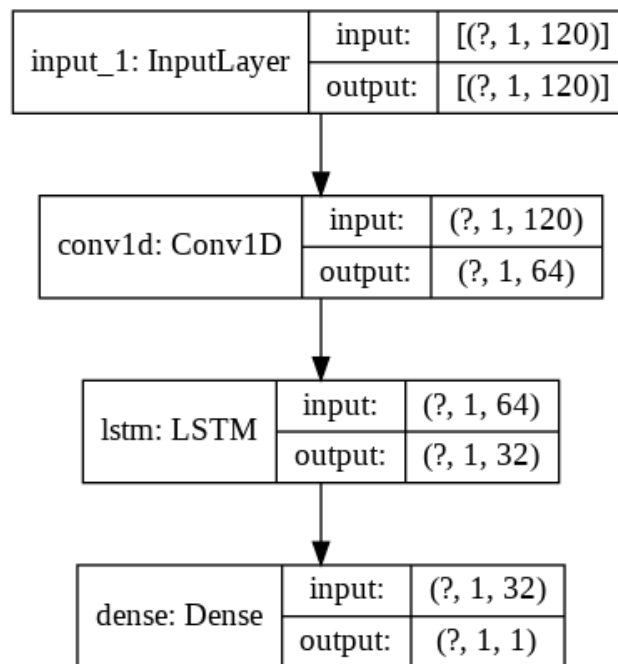 input_1: InputLayer
input: [(?, 1, 120)]
output: [(?, 1, 120)]
conv1d: Conv1D
input: (?, 1, 120)
output: (?, 1, 64)
lstm: LSTM
input: (?, 1, 64)
output: (?, 1, 32)
dense: Dense
input: (?, 1, 32)
output: (?, 1, 1)